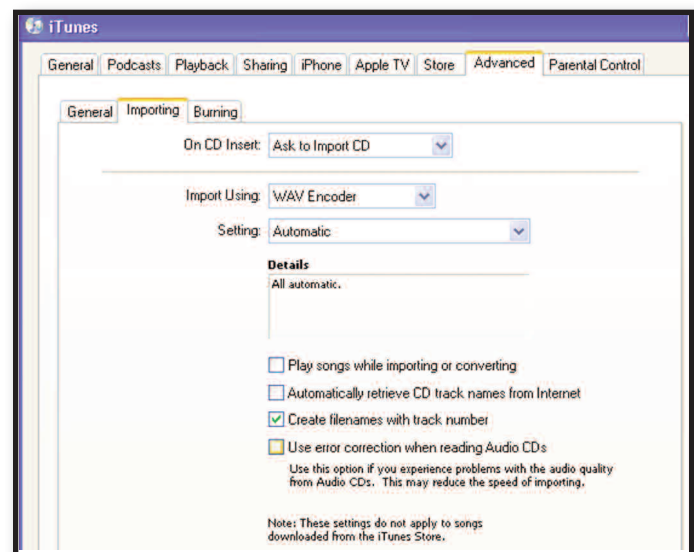 iTunes
General Podcasts Playback Sharing iPhone Apple TV Store Advanced Parental Control
General Importing Burning
On CD Insert: Ask to Import CD
Import Using: WAV Encoder
Setting: Automatic
Details
All automatic.
Play songs while importing or converting
Automatically retrieve CD track names from Internet
Create filenames with track number
Use error correction when reading Audio CDs
Use this option if you experience problems with the audio quality
from Audio CDs. This may reduce the speed of importing.
Note: These settings do not apply to songs
downloaded from the iTunes Store.